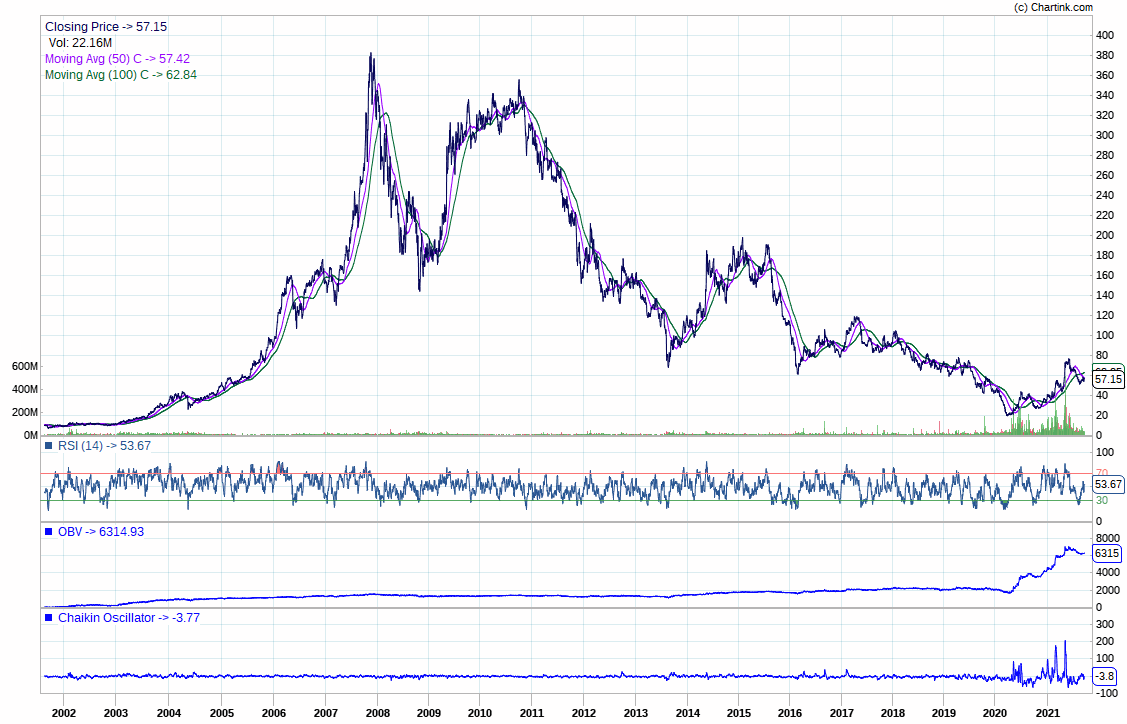 (c) Chartink.com
Closing Price -> 57.15
Vol: 22.16M
Moving Avg (50) C -> 57.42
Moving Avg (100) C -> 62.84
400
380
360
340
320
300
280
260
240
220
200
180
160
140
120
100
80
57.15
40
20
0
600M
400M
200M
0M
RSI (14) -> 53.67
100
70
53.67
30
0
OBV -> 6314.93
8000
6315
4000
2000
0
Chaikin Oscillator -> -3.77
300
200
100
-3.8
-100
2002 2003 2004 2005 2006 2007 2008 2009 2010 2011 2012 2013 2014 2015 2016 2017 2018 2019 2020 2021